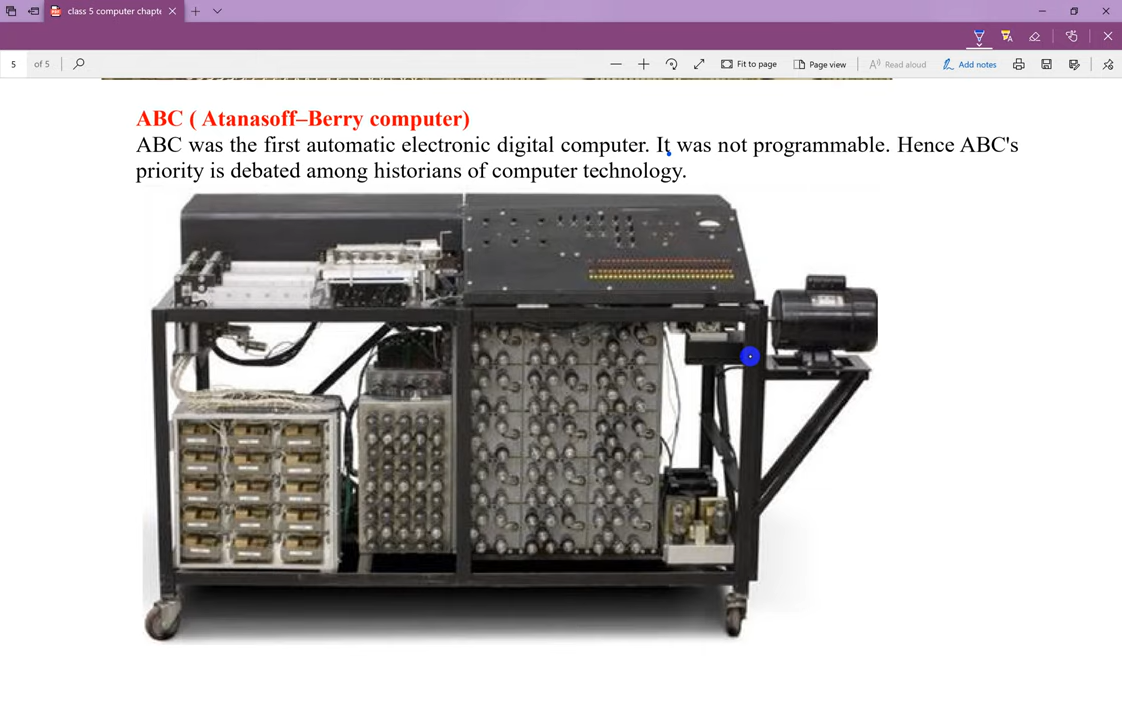 class 5 computer chapte
5 of 5 Fit to page Page view Read aloud Add notes
ABC ( Atanasoff–Berry computer)
ABC was the first automatic electronic digital computer. It was not programmable. Hence ABC's
priority is debated among historians of computer technology.